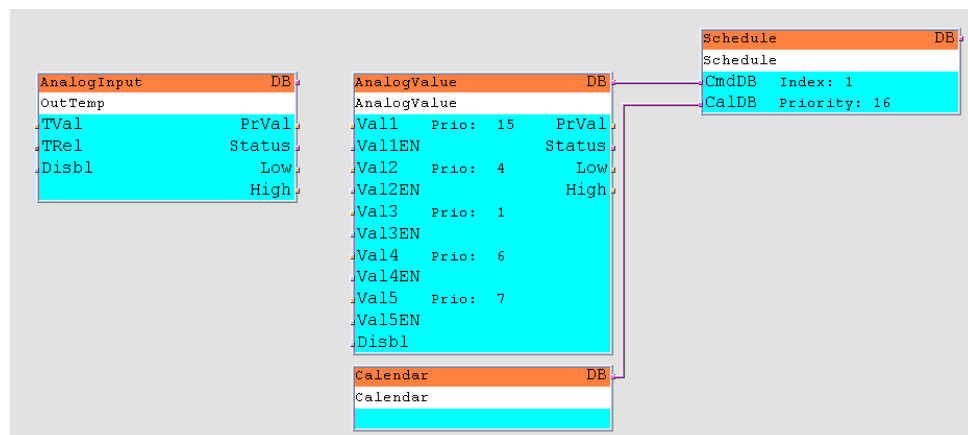 AnalogInput DB
OutTemp
TVal PrVal
TRel Status
Disbl Low
High
AnalogValue DB
AnalogValue
Val1 Prio: 15 PrVal
Val1EN Status
Val2 Prio: 4 Low
Val2EN High
Val3 Prio: 1
Val3EN
Val4 Prio: 6
Val4EN
Val5 Prio: 7
Val5EN
Disbl
Calendar DB
Calendar
Schedule DB
Schedule
CmdDB Index: 1
CalDB Priority: 16